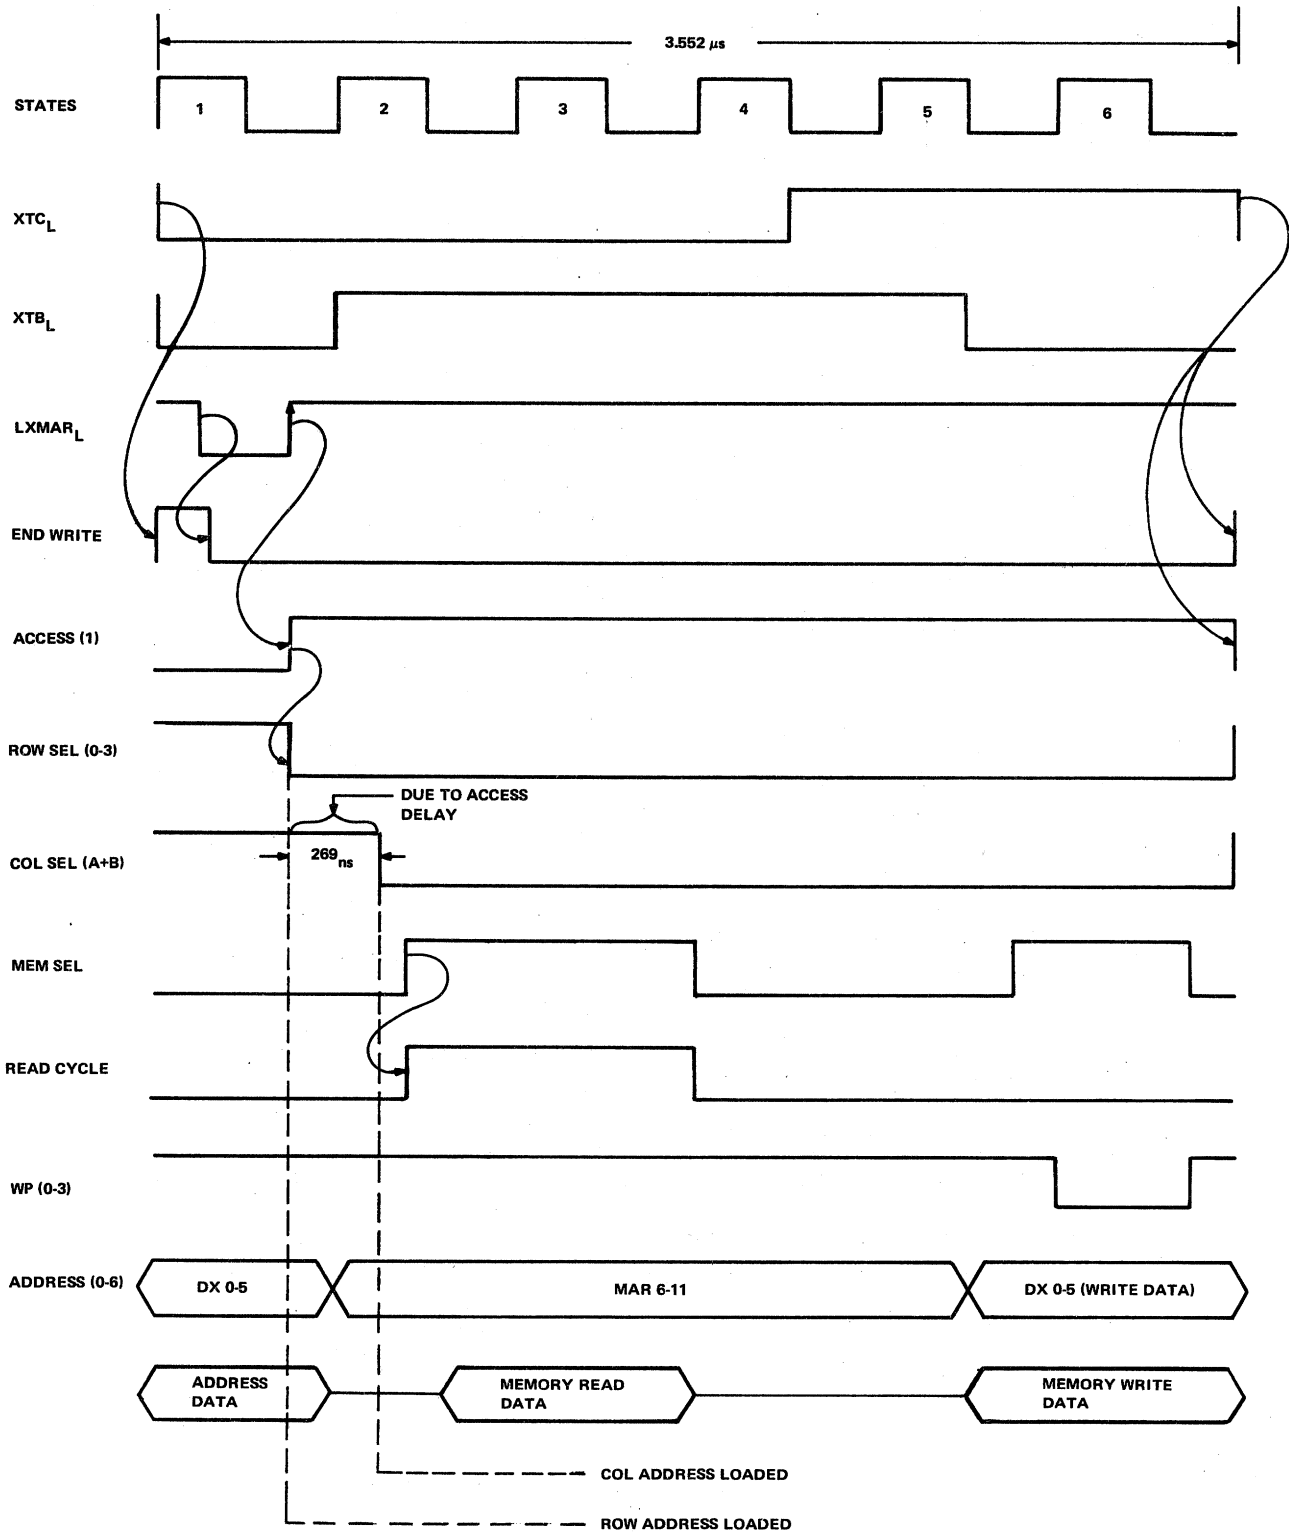 3.552 μs
STATES
1 2 3 4 5 6
XTCL
XTBL
LXMARL
END WRITE
ACCESS (1)
ROW SEL (0-3)
DUE TO ACCESS
DELAY
COL SEL (A+B)
269ns
MEM SEL
READ CYCLE
WP (0-3)
ADDRESS (0-6)
DX 0-5 MAR 6-11 DX 0-5 (WRITE DATA)
ADDRESS
DATA
MEMORY READ
DATA
MEMORY WRITE
DATA
COL ADDRESS LOADED
ROW ADDRESS LOADED